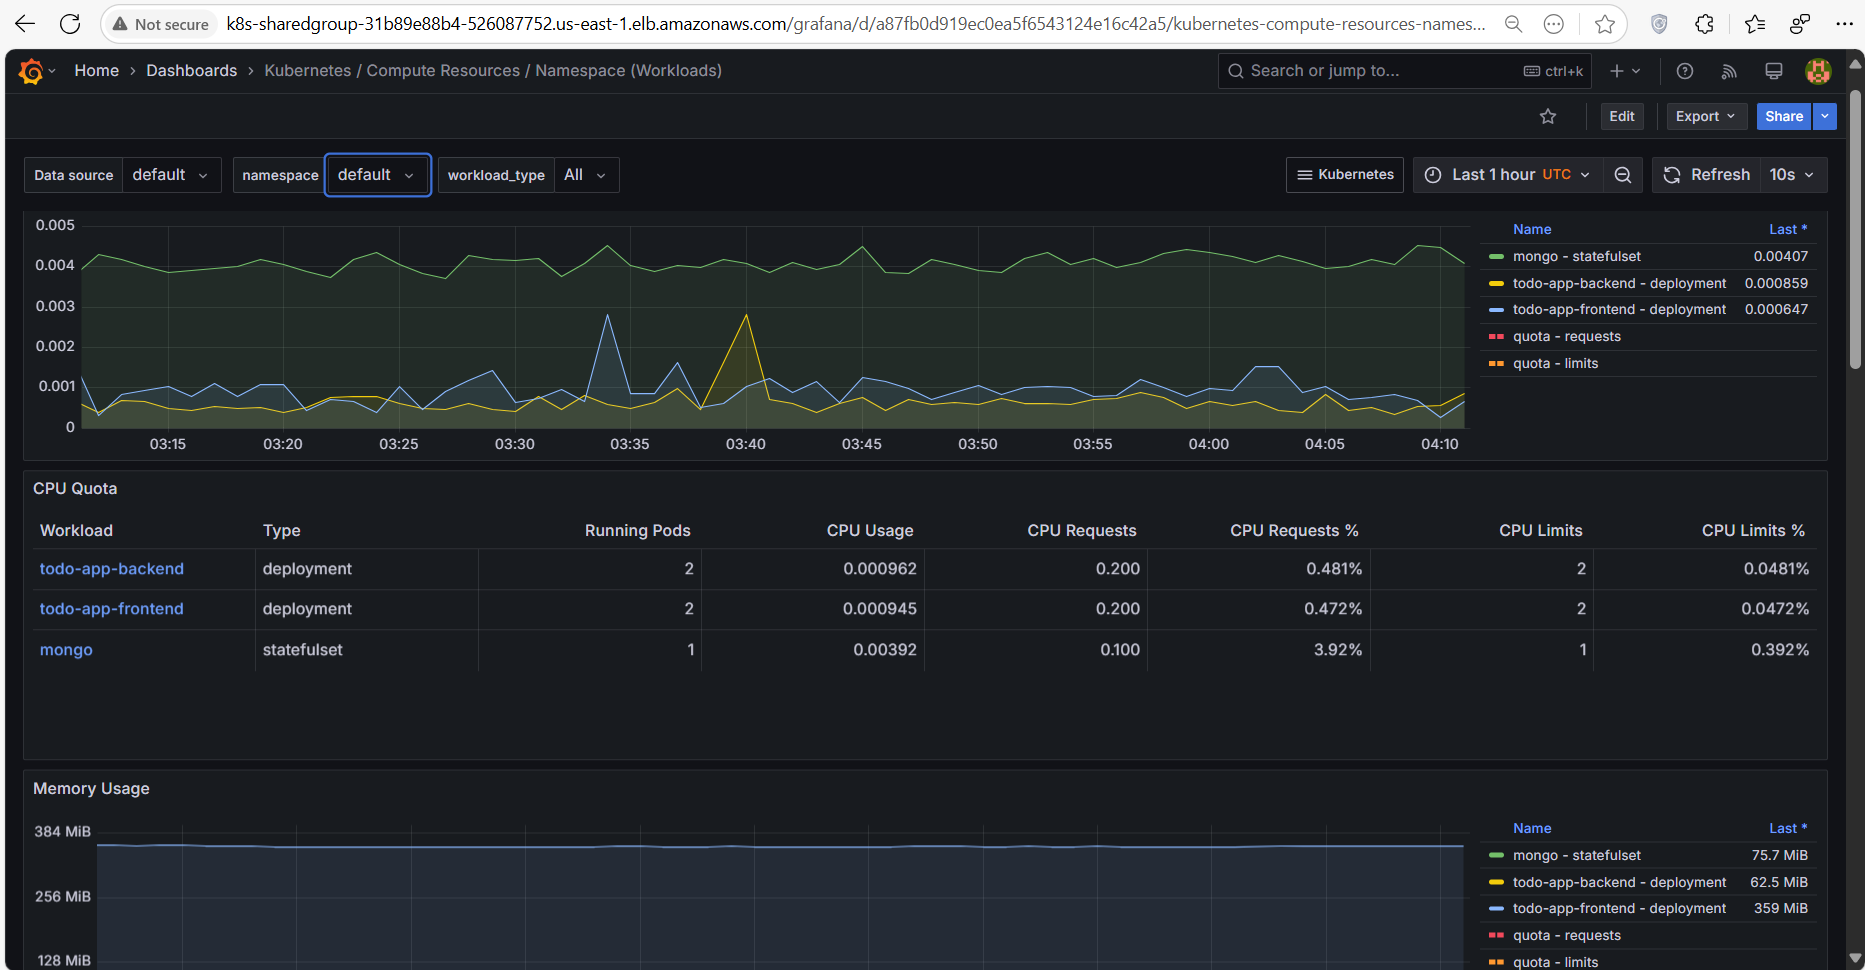 Not secure k8s-sharedgroup-31b89e88b4-526087752.us-east-1.elb.amazonaws.com/grafana/d/a87fb0d919ec0ea5f6543124e16c42a5/kubernetes-compute-resources-names...
Home › Dashboards › Kubernetes / Compute Resources / Namespace (Workloads) Search or jump to... ctrl+k
Edit Export Share
Data source default namespace default workload_type All Kubernetes Last 1 hour UTC Refresh 10s
0.005
0.004
0.003
0.002
0.001
0
03:15 03:20 03:25 03:30 03:35 03:40 03:45 03:50 03:55 04:00 04:05 04:10
Name Last *
mongo - statefulset 0.00407
todo-app-backend - deployment 0.000859
todo-app-frontend - deployment 0.000647
quota - requests
quota - limits
CPU Quota
Workload Type Running Pods CPU Usage CPU Requests CPU Requests % CPU Limits CPU Limits %
todo-app-backend deployment 2 0.000962 0.200 0.481% 2 0.0481%
todo-app-frontend deployment 2 0.000945 0.200 0.472% 2 0.0472%
mongo statefulset 1 0.00392 0.100 3.92% 1 0.392%
Memory Usage
384 MiB
256 MiB
128 MiB
Name Last *
mongo - statefulset 75.7 MiB
todo-app-backend - deployment 62.5 MiB
todo-app-frontend - deployment 359 MiB
quota - requests
quota - limits